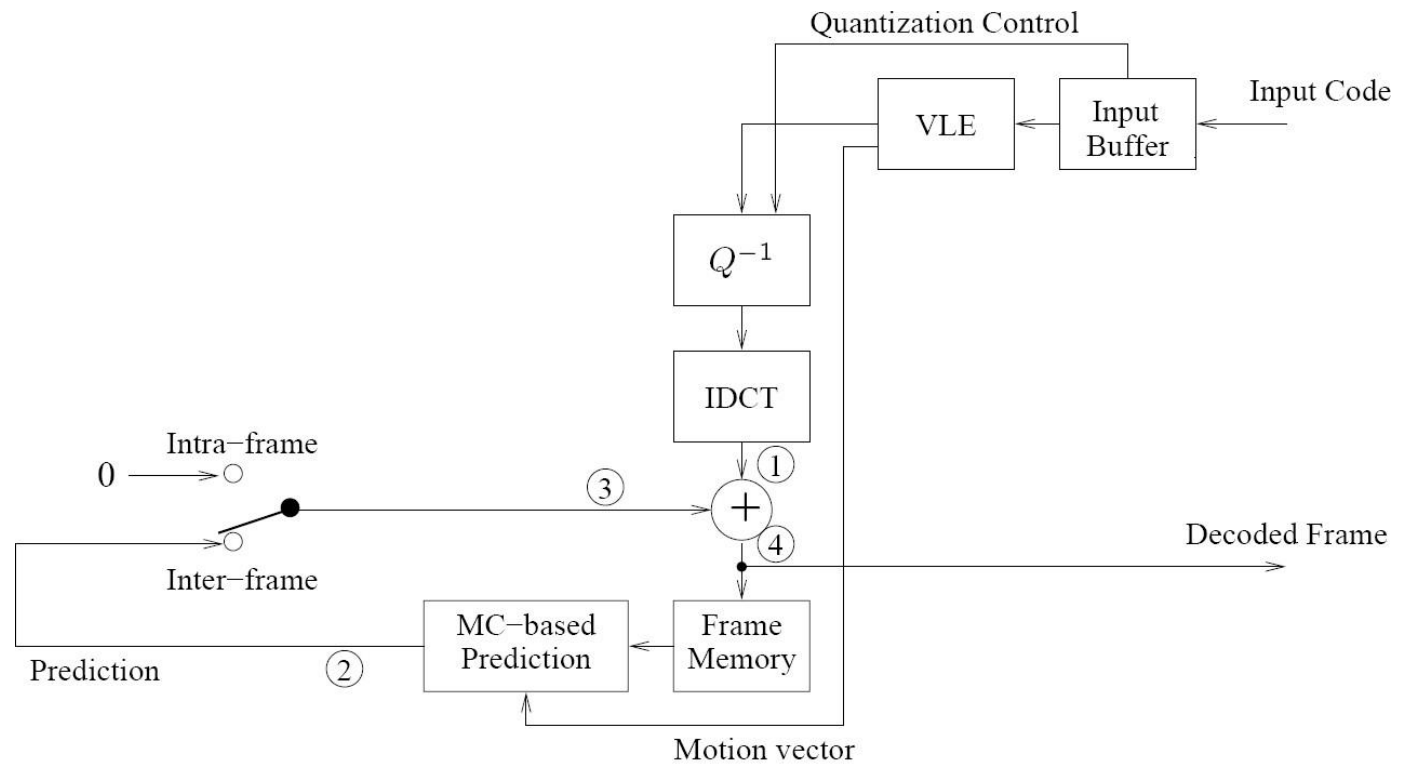 Quantization Control
Input Code
VLE
Input
Buffer
Q⁻¹
IDCT
①
Intra−frame
0
③
+
④
Decoded Frame
Inter−frame
MC−based
Prediction
Frame
Memory
②
Prediction
Motion vector